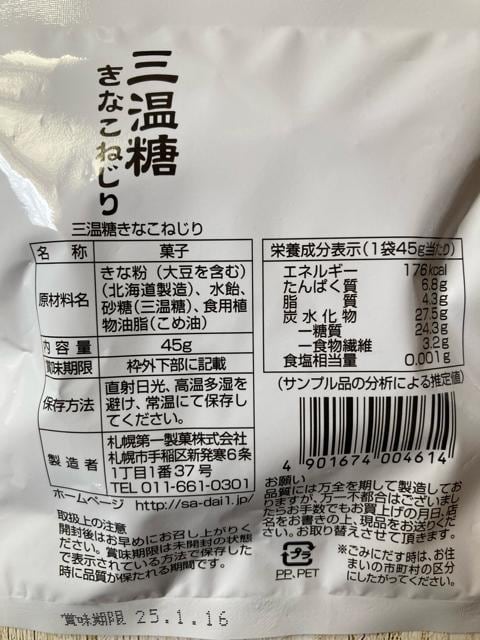 三温糖
きなこねじり
三温糖きなこねじり
名 称 菓子
原材料名 きな粉（大豆を含む）
（北海道製造）、水飴、
砂糖（三温糖）、食用植
物油脂（こめ油）
内容量 45g
賞味期限 枠外下部に記載
保存方法 直射日光、高温多湿を
避け、常温にて保存し
てください。
製造者 札幌第一製菓株式会社
札幌市手稲区新発寒6条
1丁目1番37号
TEL 011-661-0301
ホームページ http://sa-dai1.jp/
取扱上の注意
開封後はお早めにお召し上がりく
ださい。賞味期限は未開封の状態
で表示されている方法で保存した
時に品質が保たれる期間です。
栄養成分表示（1袋45g当たり）
エネルギー 176kcal
たんぱく質 6.8g
脂 質 4.3g
炭水化物 27.5g
－糖質 24.3g
－食物繊維 3.2g
食塩相当量 0.001g
（サンプル品の分析による推定値）
4 901674 004614
お願い
品質には万全を期して製造してお
りますが、万一不都合はございまし
たらお手数でもお買上げの月日、店
名をお書きの上、現品をお送りくだ
さい。お取り替えさせて頂きます。
プラ
PP、PET
※ごみにだす時は、お住
まいの市町村の区分
にしたがってください。
賞味期限 25.1.16